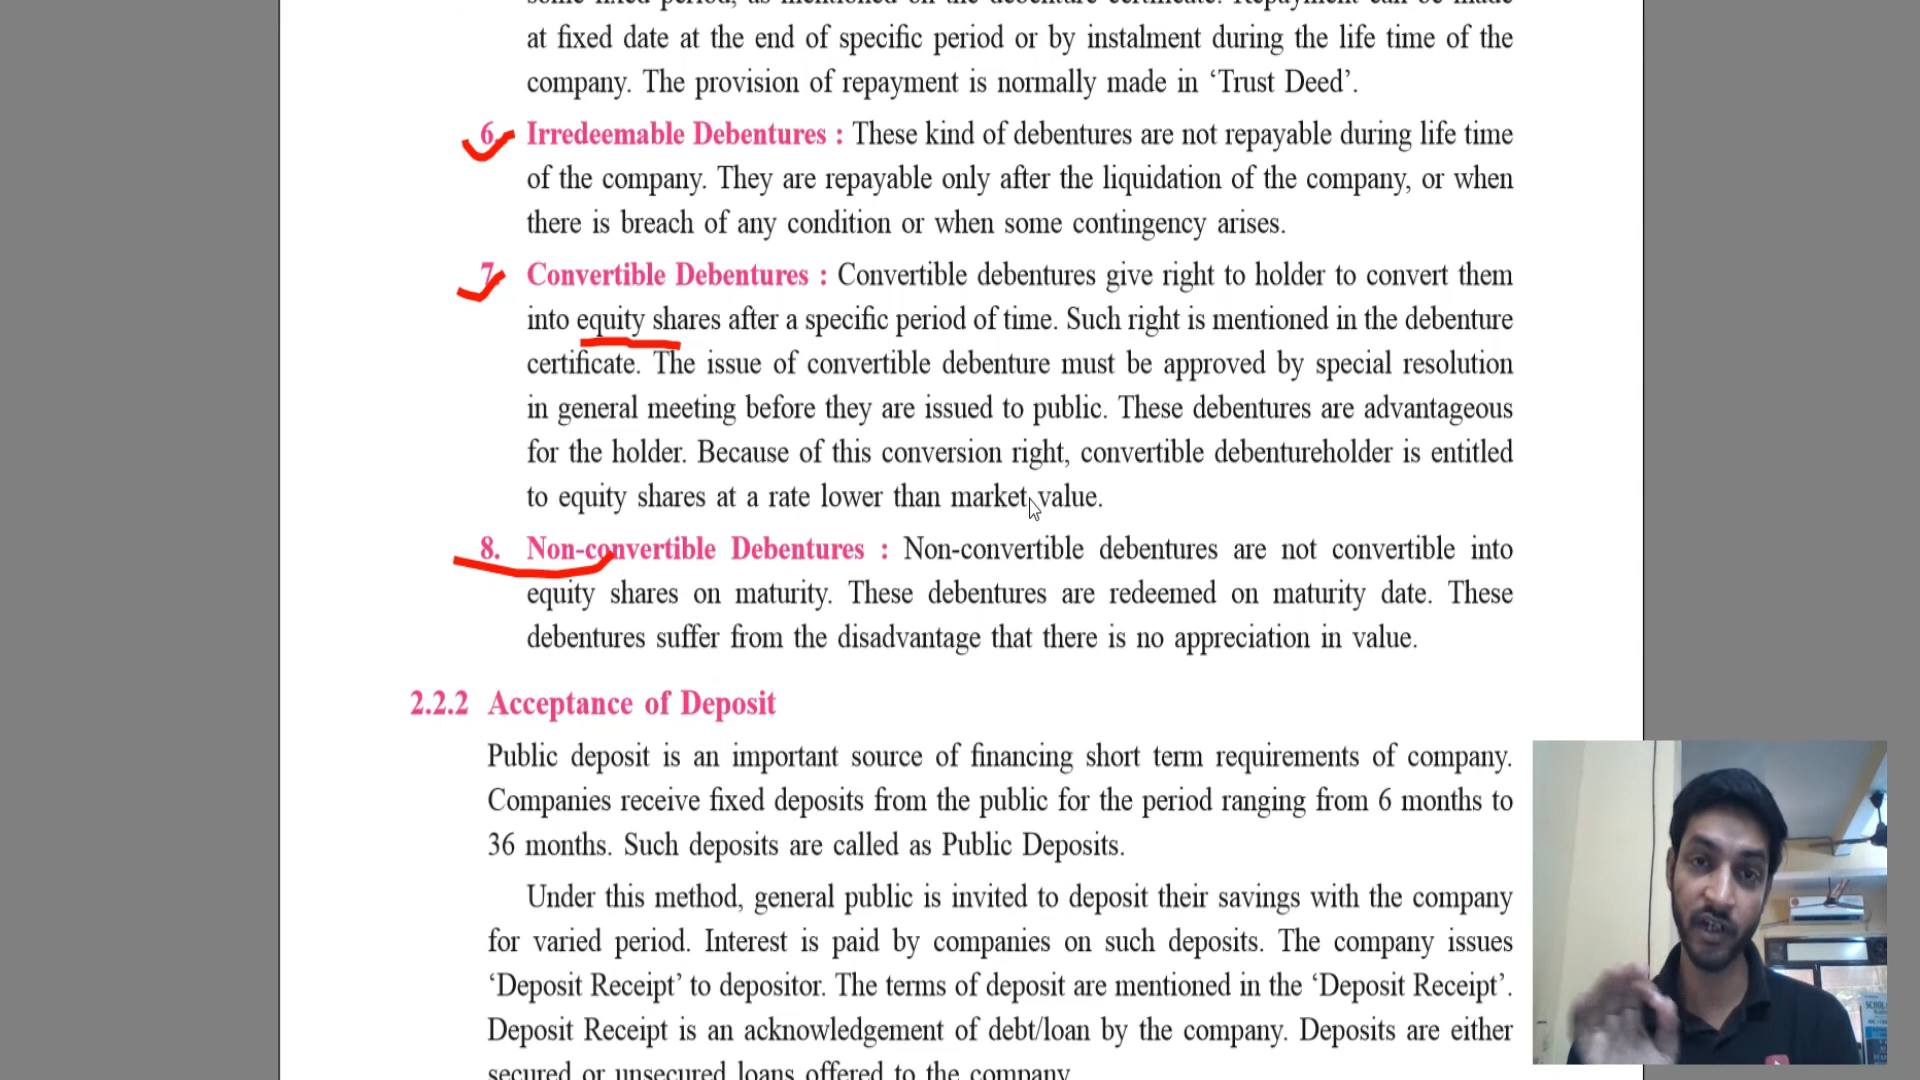 some fixed period, as mentioned on the debenture certificate. Repayment can be made
at fixed date at the end of specific period or by instalment during the life time of the
company. The provision of repayment is normally made in ‘Trust Deed’.
6. Irredeemable Debentures : These kind of debentures are not repayable during life time
of the company. They are repayable only after the liquidation of the company, or when
there is breach of any condition or when some contingency arises.
7. Convertible Debentures : Convertible debentures give right to holder to convert them
into equity shares after a specific period of time. Such right is mentioned in the debenture
certificate. The issue of convertible debenture must be approved by special resolution
in general meeting before they are issued to public. These debentures are advantageous
for the holder. Because of this conversion right, convertible debentureholder is entitled
to equity shares at a rate lower than market value.
8. Non-convertible Debentures : Non-convertible debentures are not convertible into
equity shares on maturity. These debentures are redeemed on maturity date. These
debentures suffer from the disadvantage that there is no appreciation in value.
2.2.2 Acceptance of Deposit
Public deposit is an important source of financing short term requirements of company.
Companies receive fixed deposits from the public for the period ranging from 6 months to
36 months. Such deposits are called as Public Deposits.
Under this method, general public is invited to deposit their savings with the company
for varied period. Interest is paid by companies on such deposits. The company issues
‘Deposit Receipt’ to depositor. The terms of deposit are mentioned in the ‘Deposit Receipt’.
Deposit Receipt is an acknowledgement of debt/loan by the company. Deposits are either
secured or unsecured loans offered to the company